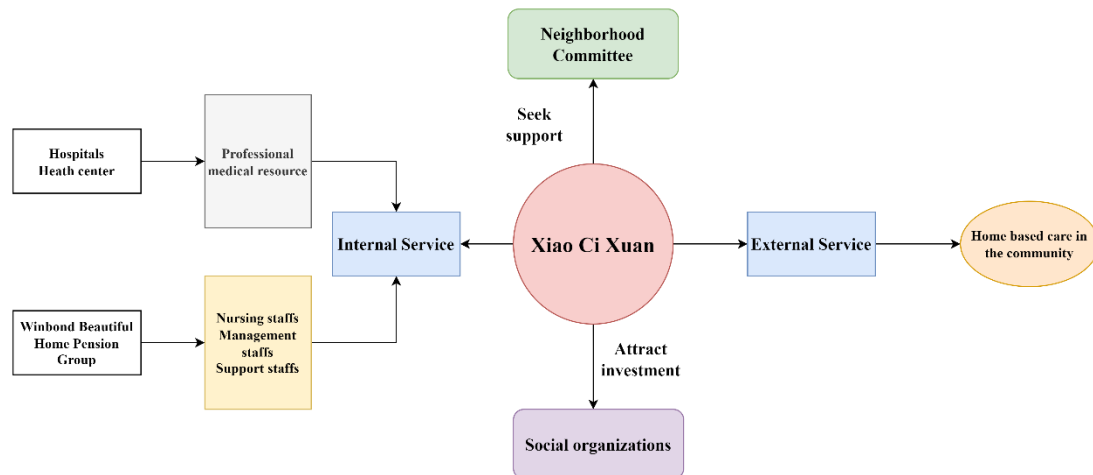 Neighborhood
Committee
Seek
support
Hospitals
Heath center
Professional
medical resource
Internal Service
Xiao Ci Xuan
External Service
Home based care in
the community
Winbond Beautiful
Home Pension
Group
Nursing staffs
Management
staffs
Support staffs
Attract
investment
Social organizations